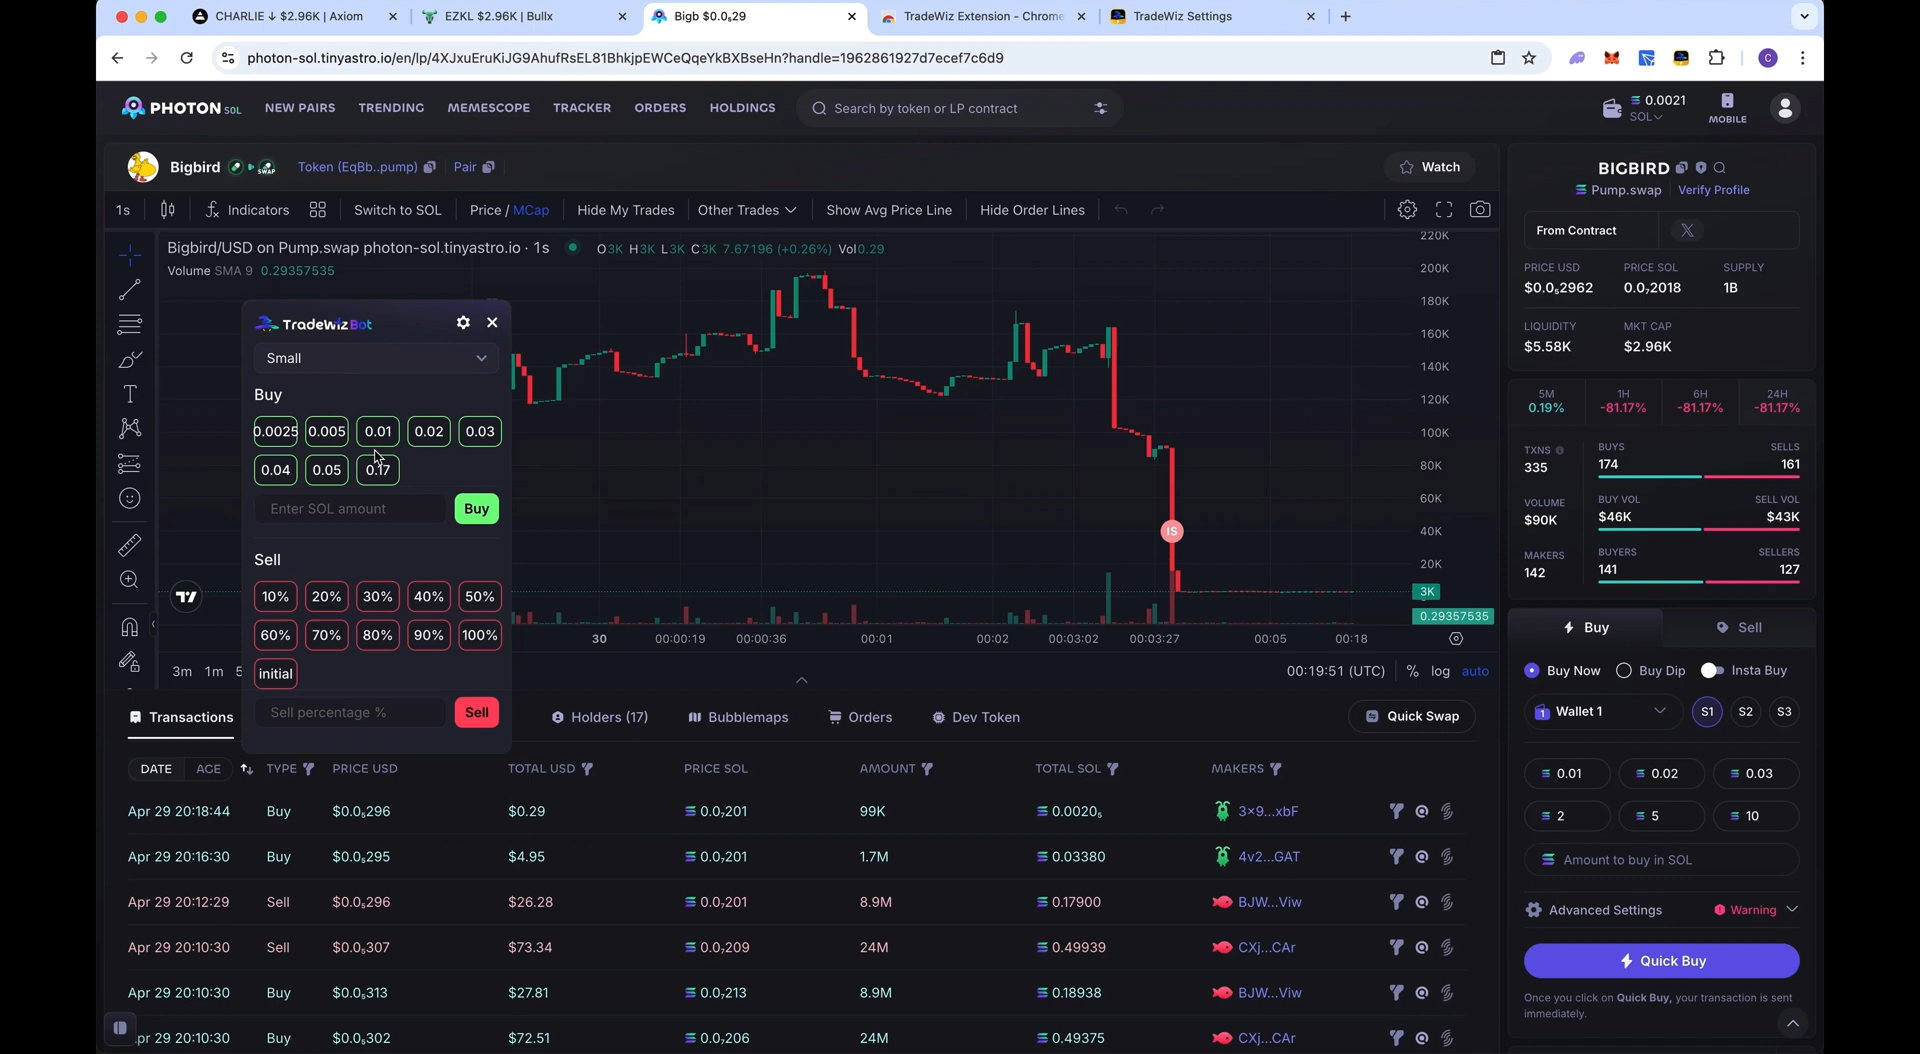 CHARLIE ↓ $2.96K | Axiom
EZKL $2.96K | Bullx
Bigb $0.0₅29
TradeWiz Extension - Chrome
TradeWiz Settings
photon-sol.tinyastro.io/en/lp/4XJxuEruKiJG9AhufRsEL81BhkjpEWCeQqeYkBXBseHn?handle=1962861927d7ecef7c6d9
C
PHOTON SOL
NEW PAIRS
TRENDING
MEMESCOPE
TRACKER
ORDERS
HOLDINGS
Search by token or LP contract
0.0021
SOL
MOBILE
Bigbird
SWAP
Token (EqBb..pump)
Pair
Watch
1s
Indicators
Switch to SOL
Price / MCap
Hide My Trades
Other Trades
Show Avg Price Line
Hide Order Lines
Bigbird/USD on Pump.swap photon-sol.tinyastro.io · 1s
O3K H3K L3K C3K 7.67196 (+0.26%) Vol0.29
Volume SMA 9 0.29357535
220K
200K
180K
160K
140K
120K
100K
80K
60K
40K
20K
3K
0.29357535
IS
30
00:00:19
00:00:36
00:01
00:02
00:03:02
00:03:27
00:05
00:18
3m
1m
5
00:19:51 (UTC)
%
log
auto
TradeWiz Bot
Small
Buy
0.0025
0.005
0.01
0.02
0.03
0.04
0.05
0.17
Enter SOL amount
Buy
Sell
10%
20%
30%
40%
50%
60%
70%
80%
90%
100%
initial
Sell percentage %
Sell
Transactions
Holders (17)
Bubblemaps
Orders
Dev Token
Quick Swap
DATE
AGE
TYPE
PRICE USD
TOTAL USD
PRICE SOL
AMOUNT
TOTAL SOL
MAKERS
Apr 29 20:18:44 Buy $0.0₅296 $0.29 0.0₇201 99K 0.0020₅ 3×9...xbF
Apr 29 20:16:30 Buy $0.0₅295 $4.95 0.0₇201 1.7M 0.03380 4v2...GAT
Apr 29 20:12:29 Sell $0.0₅296 $26.28 0.0₇201 8.9M 0.17900 BJW...Viw
Apr 29 20:10:30 Sell $0.0₅307 $73.34 0.0₇209 24M 0.49939 CXj...CAr
Apr 29 20:10:30 Buy $0.0₅313 $27.81 0.0₇213 8.9M 0.18938 BJW...Viw
pr 29 20:10:30 Buy $0.0₅302 $72.51 0.0₇206 24M 0.49375 CXj...CAr
BIGBIRD
Pump.swap
Verify Profile
From Contract
PRICE USD
PRICE SOL
SUPPLY
$0.0₅2962
0.0₇2018
1B
LIQUIDITY
MKT CAP
$5.58K
$2.96K
5M
1H
6H
24H
0.19%
-81.17%
-81.17%
-81.17%
TXNS
335
BUYS
SELLS
174
161
VOLUME
$90K
BUY VOL
SELL VOL
$46K
$43K
MAKERS
142
BUYERS
SELLERS
141
127
Buy
Sell
Buy Now
Buy Dip
Insta Buy
1
Wallet 1
S1
S2
S3
0.01
0.02
0.03
2
5
10
Amount to buy in SOL
Advanced Settings
Warning
Quick Buy
Once you click on Quick Buy, your transaction is sent
immediately.